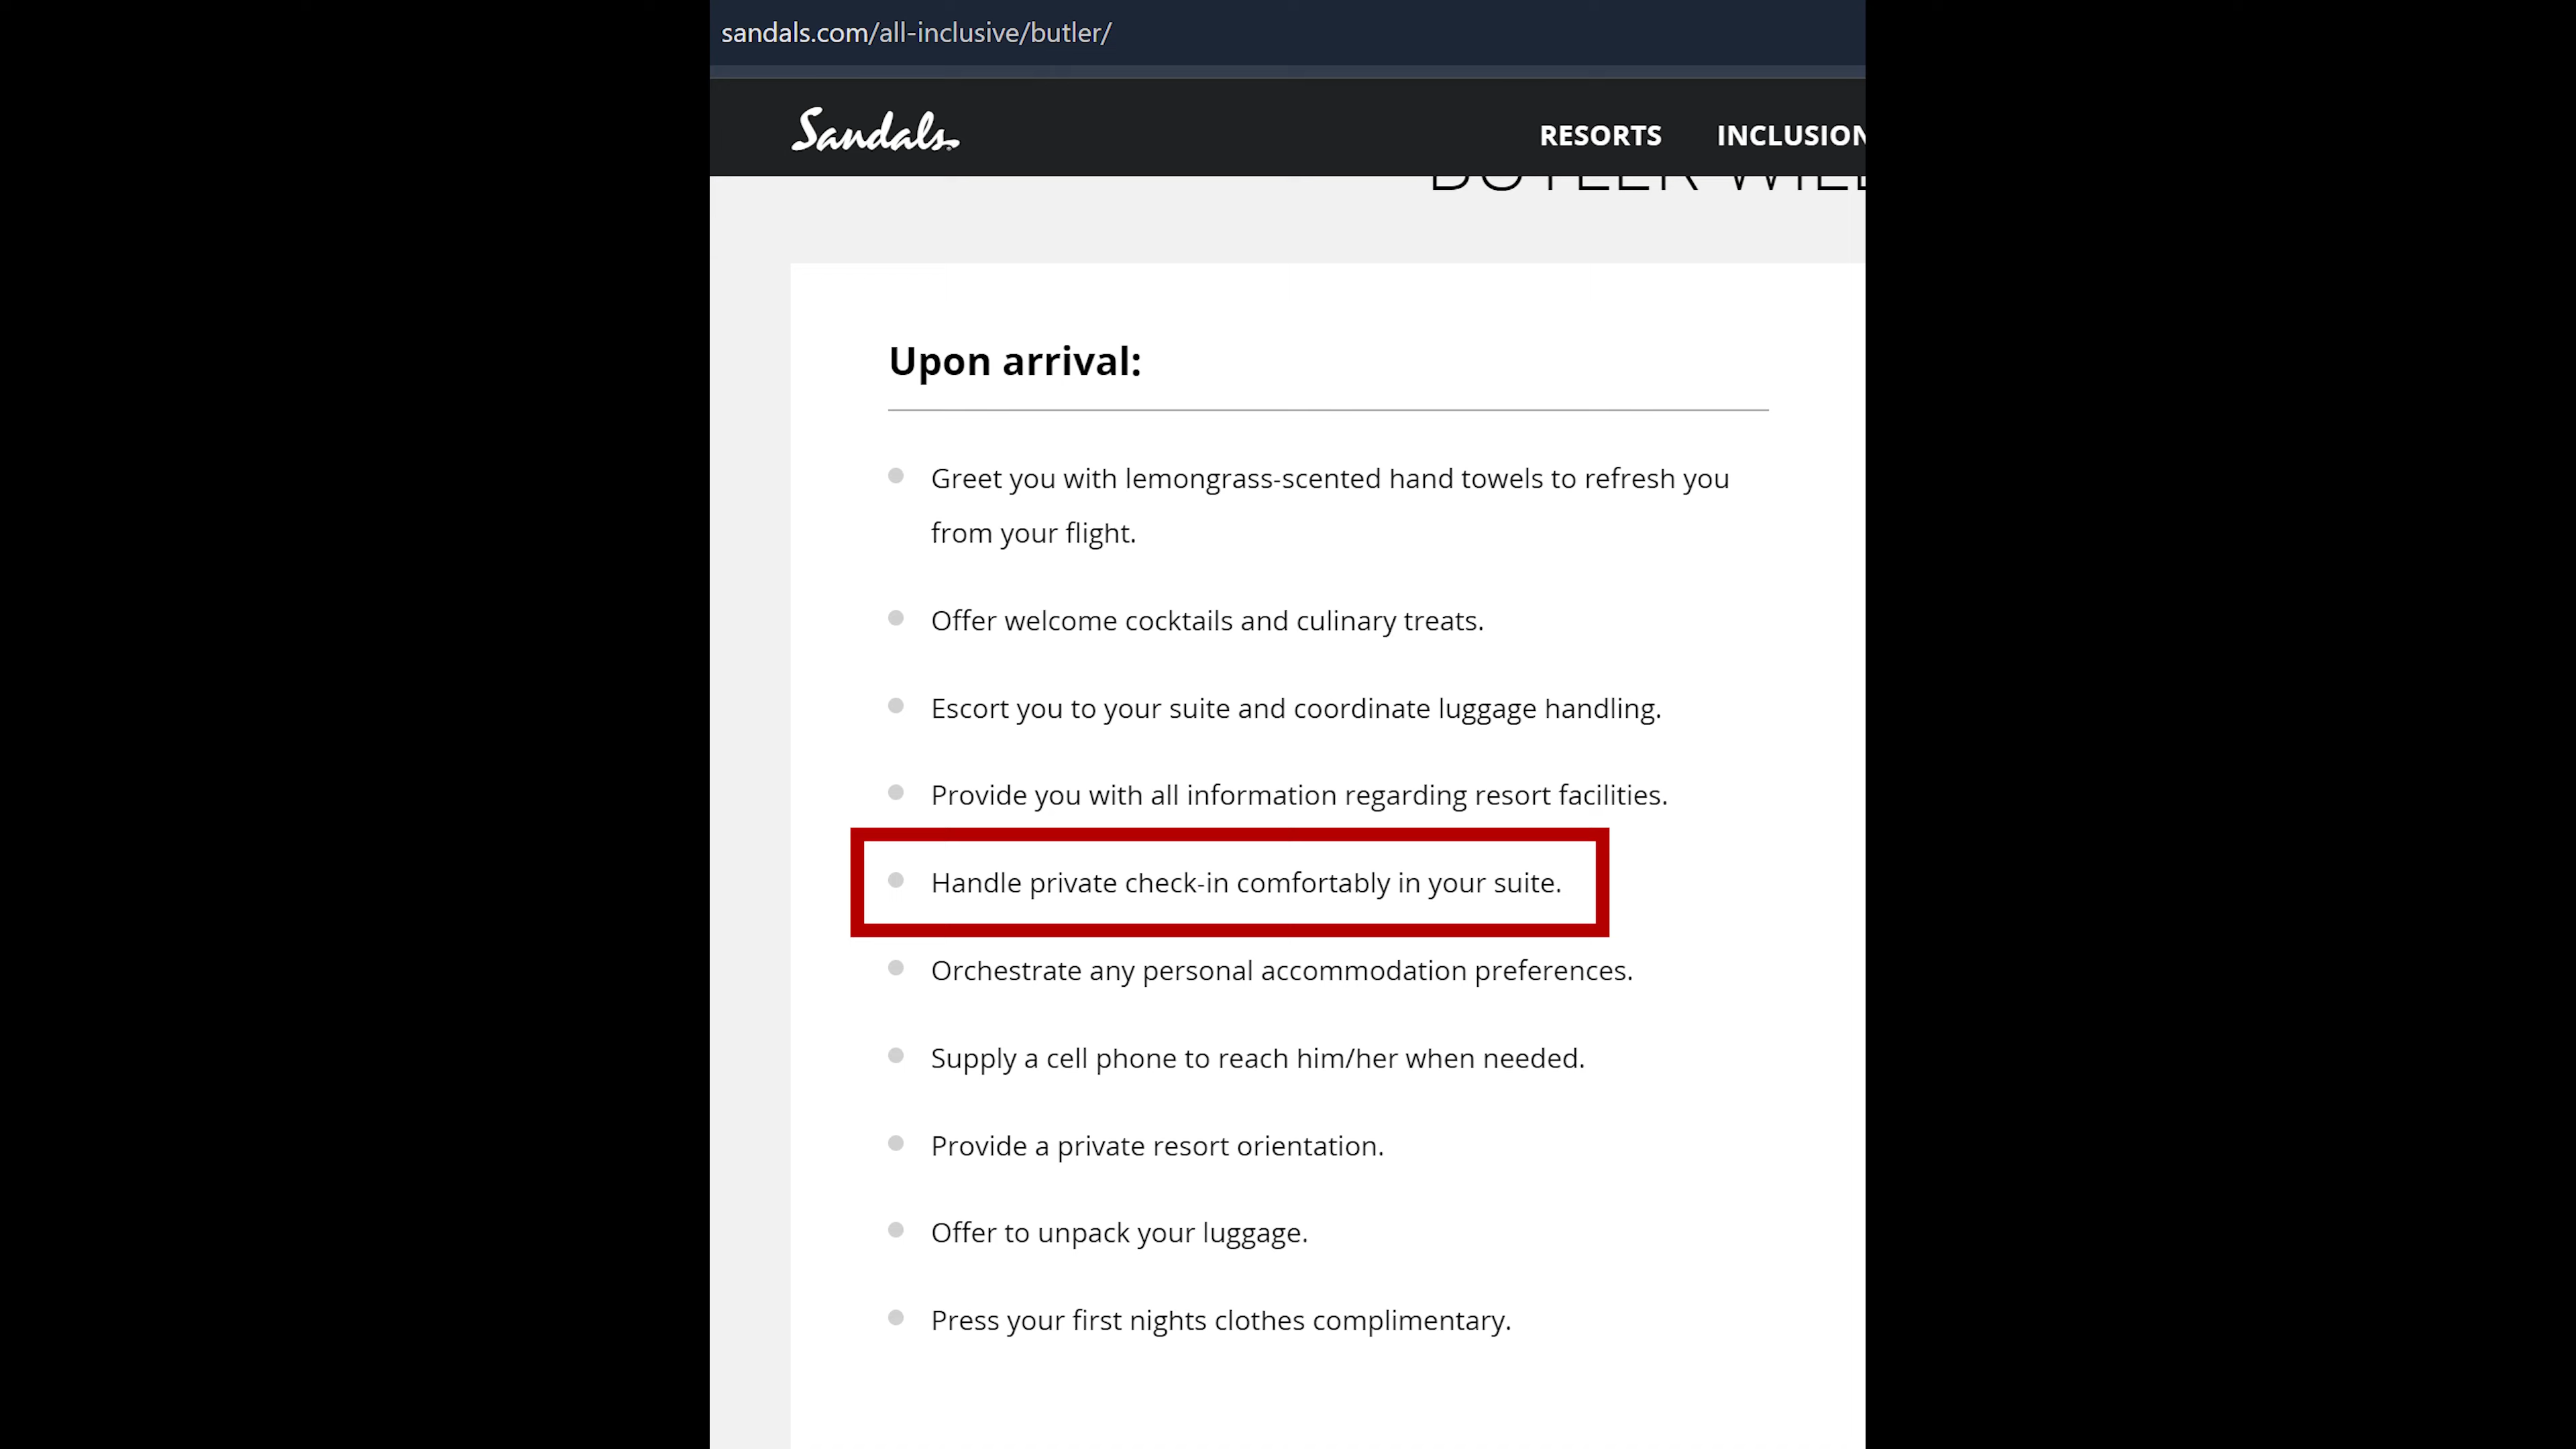 sandals.com/all-inclusive/butler/
Sandals
RESORTS INCLUSION
BUTLER WILL
Upon arrival:
Greet you with lemongrass-scented hand towels to refresh you
from your flight.
Offer welcome cocktails and culinary treats.
Escort you to your suite and coordinate luggage handling.
Provide you with all information regarding resort facilities.
Handle private check-in comfortably in your suite.
Orchestrate any personal accommodation preferences.
Supply a cell phone to reach him/her when needed.
Provide a private resort orientation.
Offer to unpack your luggage.
Press your first nights clothes complimentary.